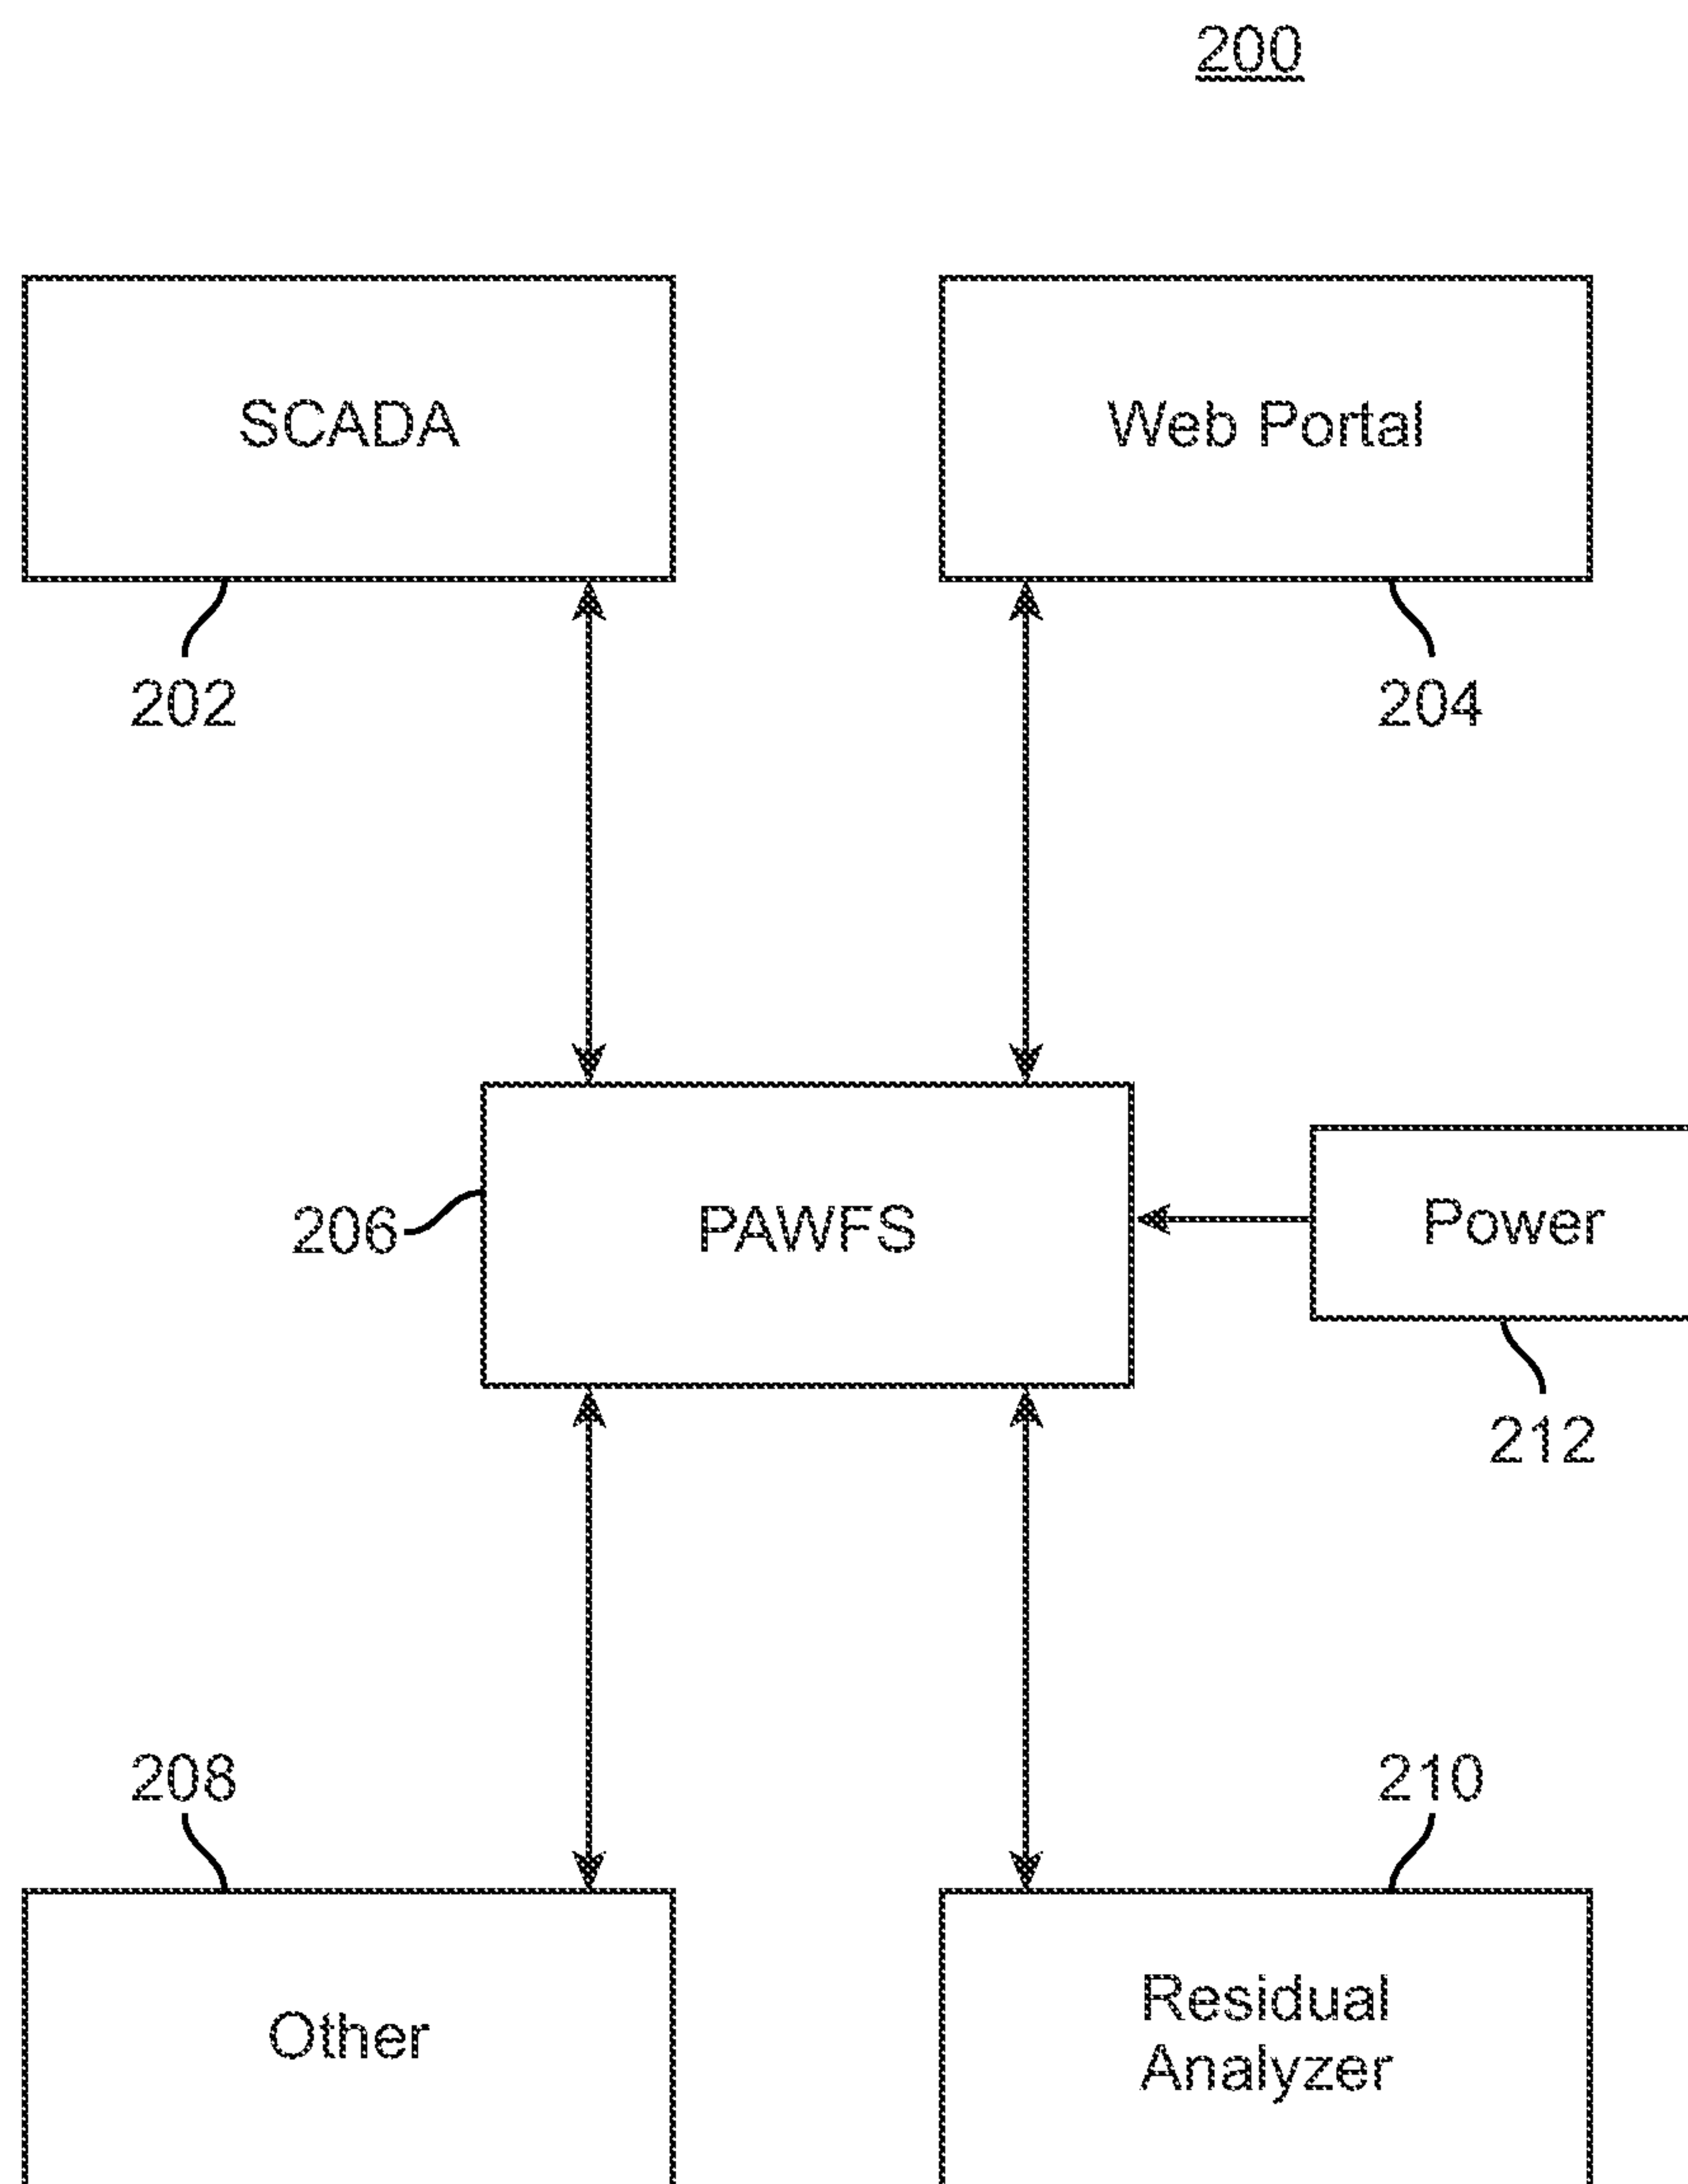 200
SCADA
Web Portal
202
204
206
PAWFS
Power
212
208
210
Other
Residual
Analyzer